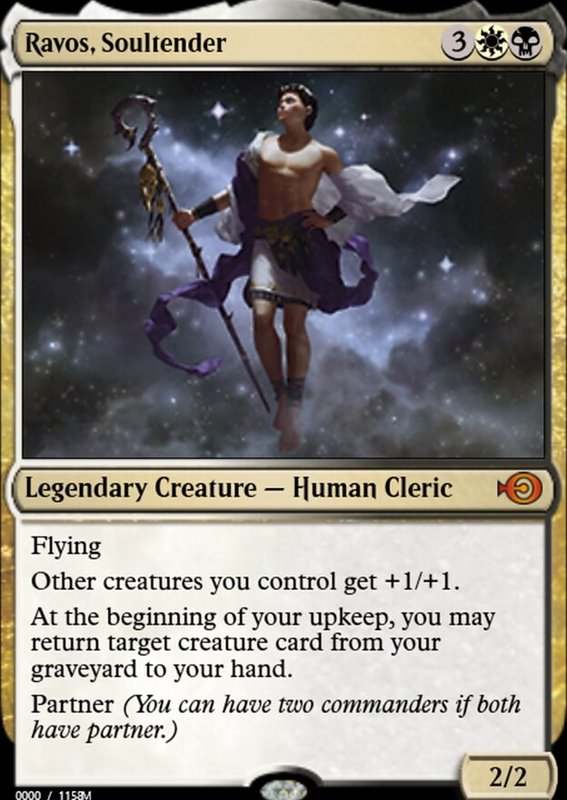 Ravos, Soultender 3
Legendary Creature — Human Cleric
Flying
Other creatures you control get +1/+1.
At the beginning of your upkeep, you may
return target creature card from your
graveyard to your hand.
Partner (You can have two commanders if both
have partner.)
2/2
0000 / 1158M